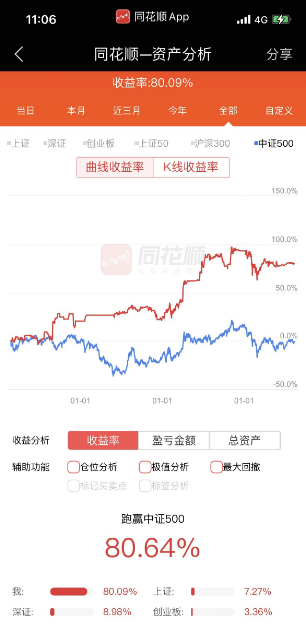 11:06
同花顺App
4G
同花顺—资产分析
分享
收益率:80.09%
当日 本月 近三月 今年 全部 自定义
上证 深证 创业板 上证50 沪深300 中证500
曲线收益率 K线收益率
150.0%
100.0%
同花顺
50.0%
0.0%
-50.0%
01-01 01-01 01-01
收益分析 收益率 盈亏金额 总资产
辅助功能 仓位分析 极值分析 最大回撤
标记买卖点 标签分析
跑赢中证500
80.64%
我: 80.09% 上证: 7.27%
深证: 8.98% 创业板: 3.36%